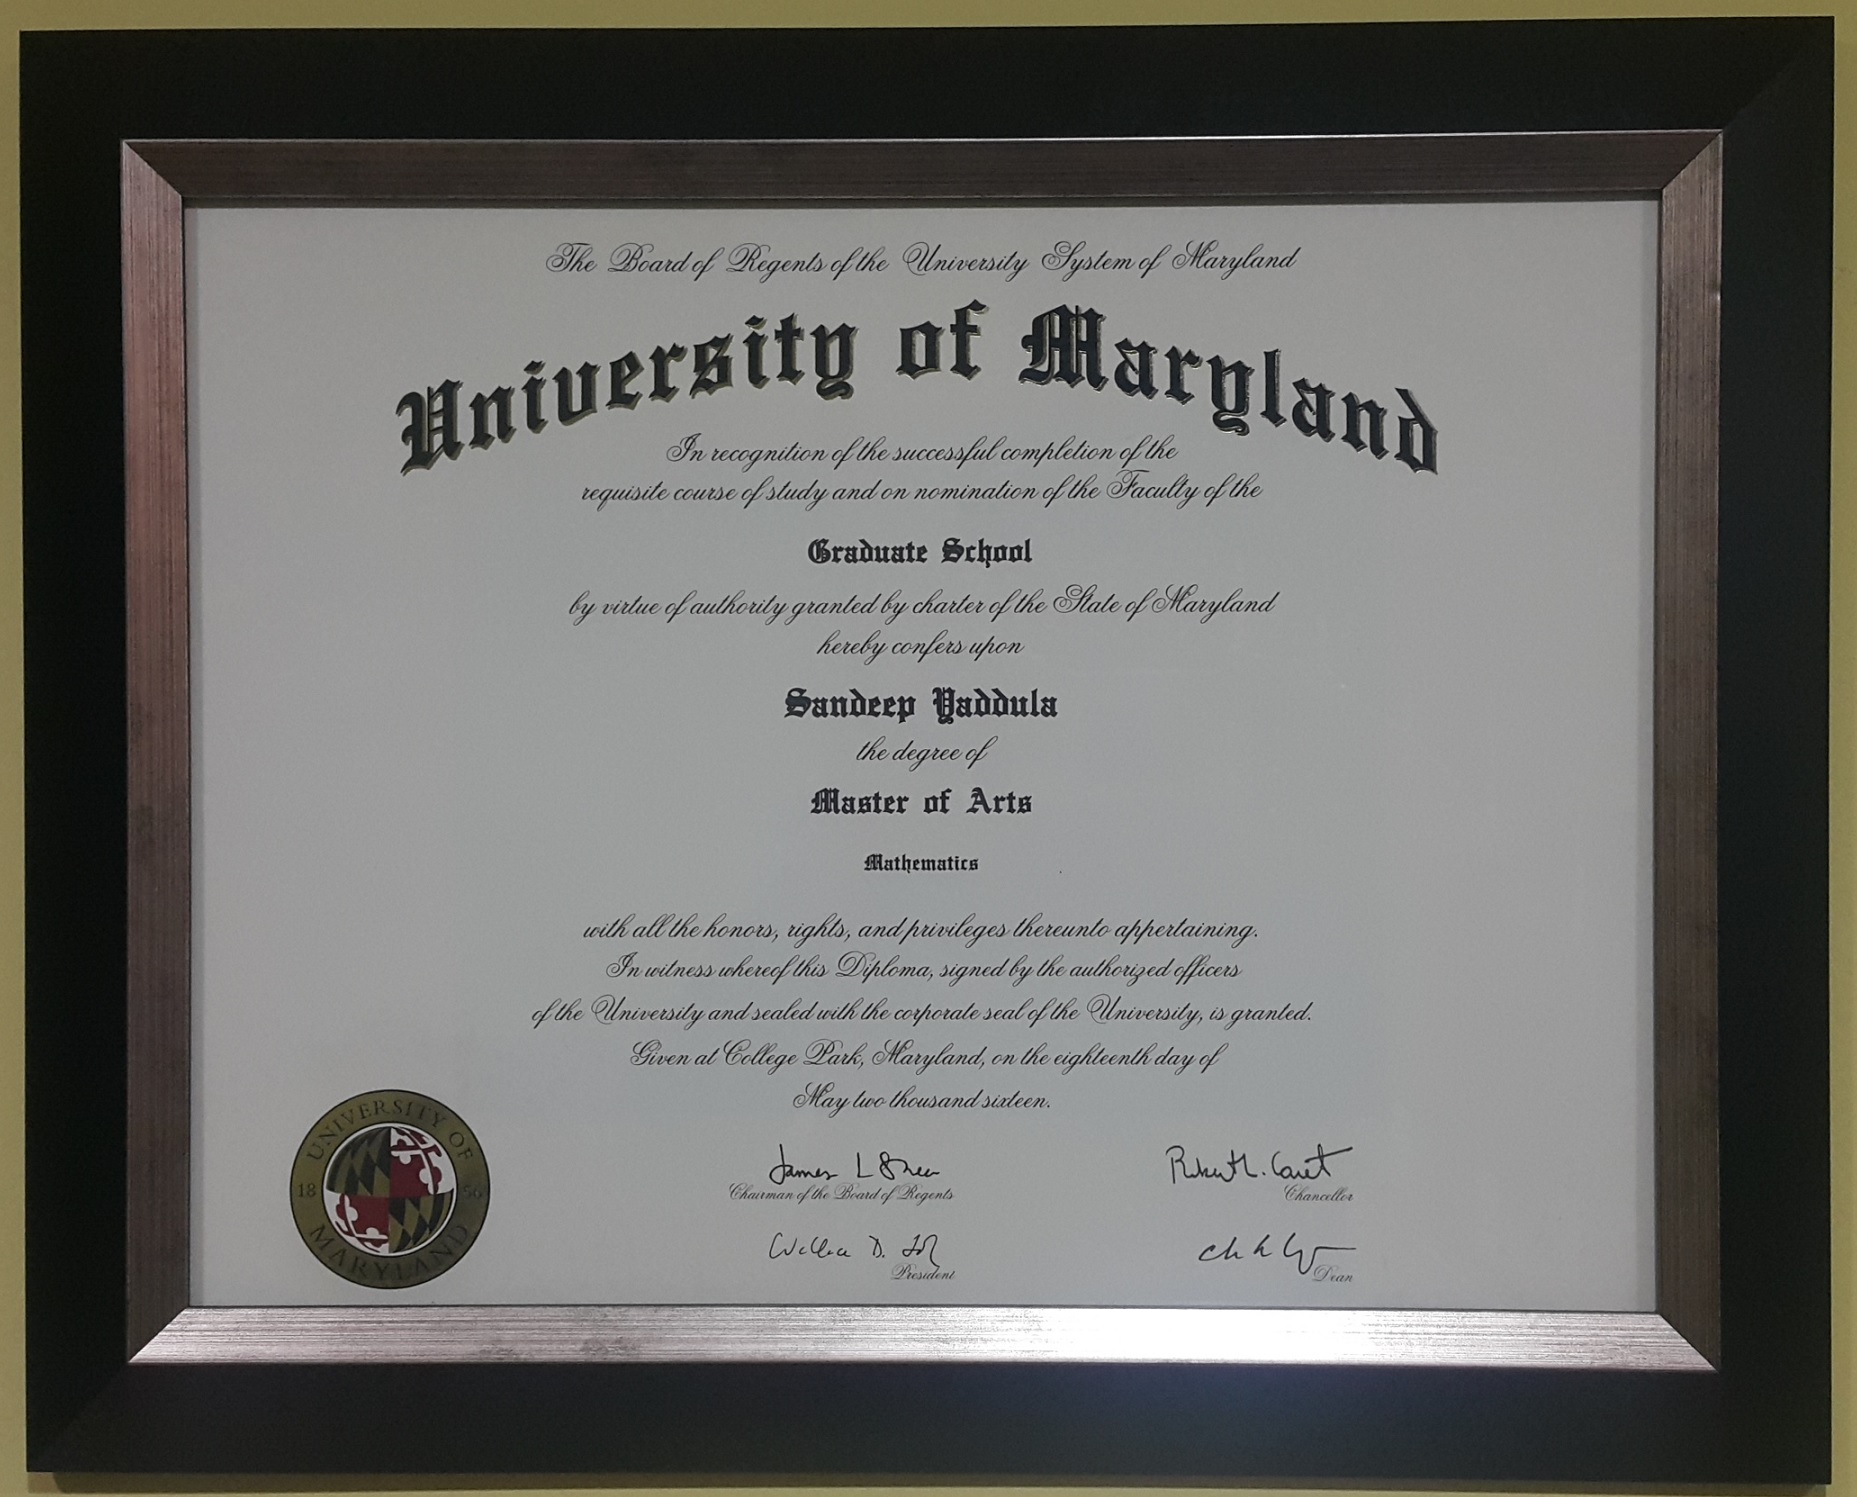 The Board of Regents of the University System of Maryland
University of Maryland
In recognition of the successful completion of the
requisite course of study and on nomination of the Faculty of the
Graduate School
by virtue of authority granted by charter of the State of Maryland
hereby confers upon
Sandeep Yaddula
the degree of
Master of Arts
Mathematics
with all the honors, rights, and privileges thereunto appertaining.
In witness whereof this Diploma, signed by the authorized officers
of the University and sealed with the corporate seal of the University, is granted.
Given at College Park, Maryland, on the eighteenth day of
May two thousand sixteen.
UNIVERSITY OF
18 56
MARYLAND
James L Shea
Chairman of the Board of Regents
Robert L. Caret
Chancellor
D.
President
Dean